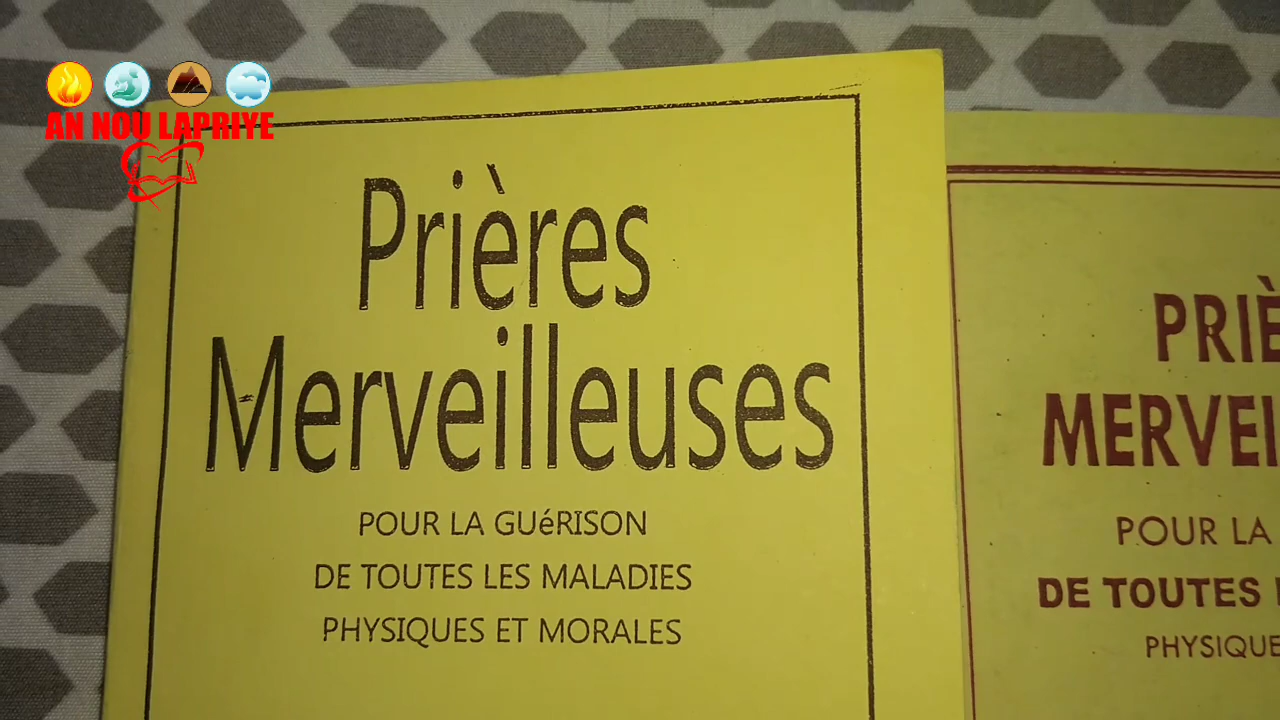 AN NOU LAPRIYE
Prières
Merveilleuses
POUR LA GUéRISON
DE TOUTES LES MALADIES
PHYSIQUES ET MORALES
POUR LA
DE TOUTES